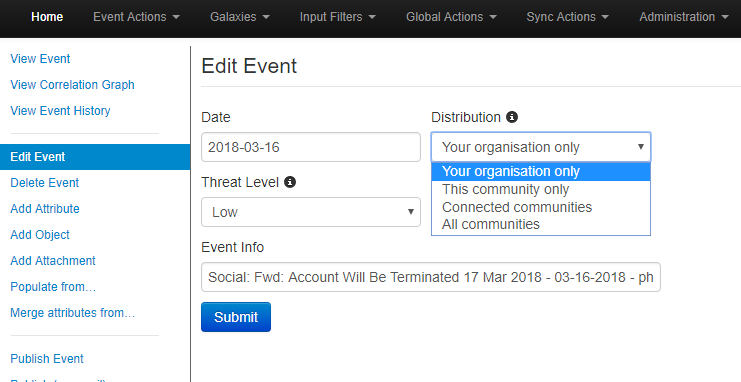 Home Event Actions Galaxies Input Filters Global Actions Sync Actions Administration
View Event
View Correlation Graph
View Event History
Edit Event
Delete Event
Add Attribute
Add Object
Add Attachment
Populate from…
Merge attributes from…
Publish Event
Edit Event
Date
2018-03-16
Distribution
Your organisation only
Your organisation only
This community only
Connected communities
All communities
Threat Level
Low
Event Info
Social: Fwd: Account Will Be Terminated 17 Mar 2018 - 03-16-2018 - ph
Submit